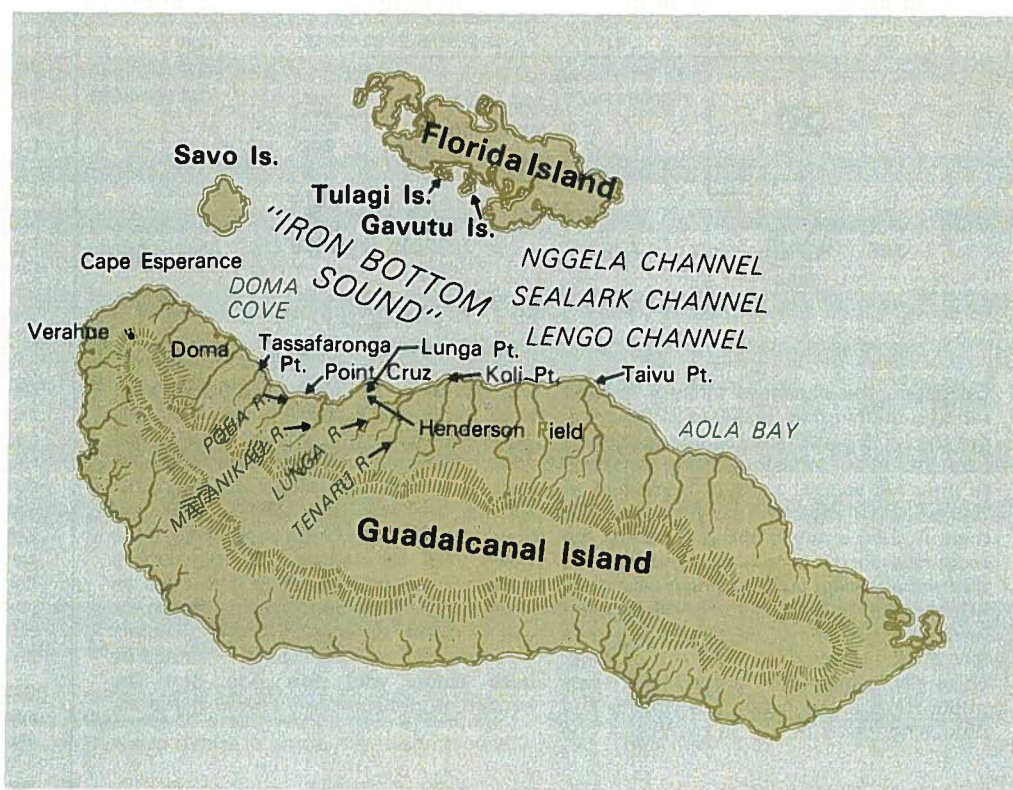 Florida Island
Savo Is.
Tulagi Is.
Gavutu Is.
"IRON BOTTOM
SOUND"
NGGELA CHANNEL
SEALARK CHANNEL
LENGO CHANNEL
Cape Esperance
DOMA
COVE
Verahue
Doma
Tassafaronga
Pt.
Point Cruz
Lunga Pt.
Koli Pt.
Taivu Pt.
AOLA BAY
Henderson Field
POHA R.
LUNGA R
TENARU R
Guadalcanal Island